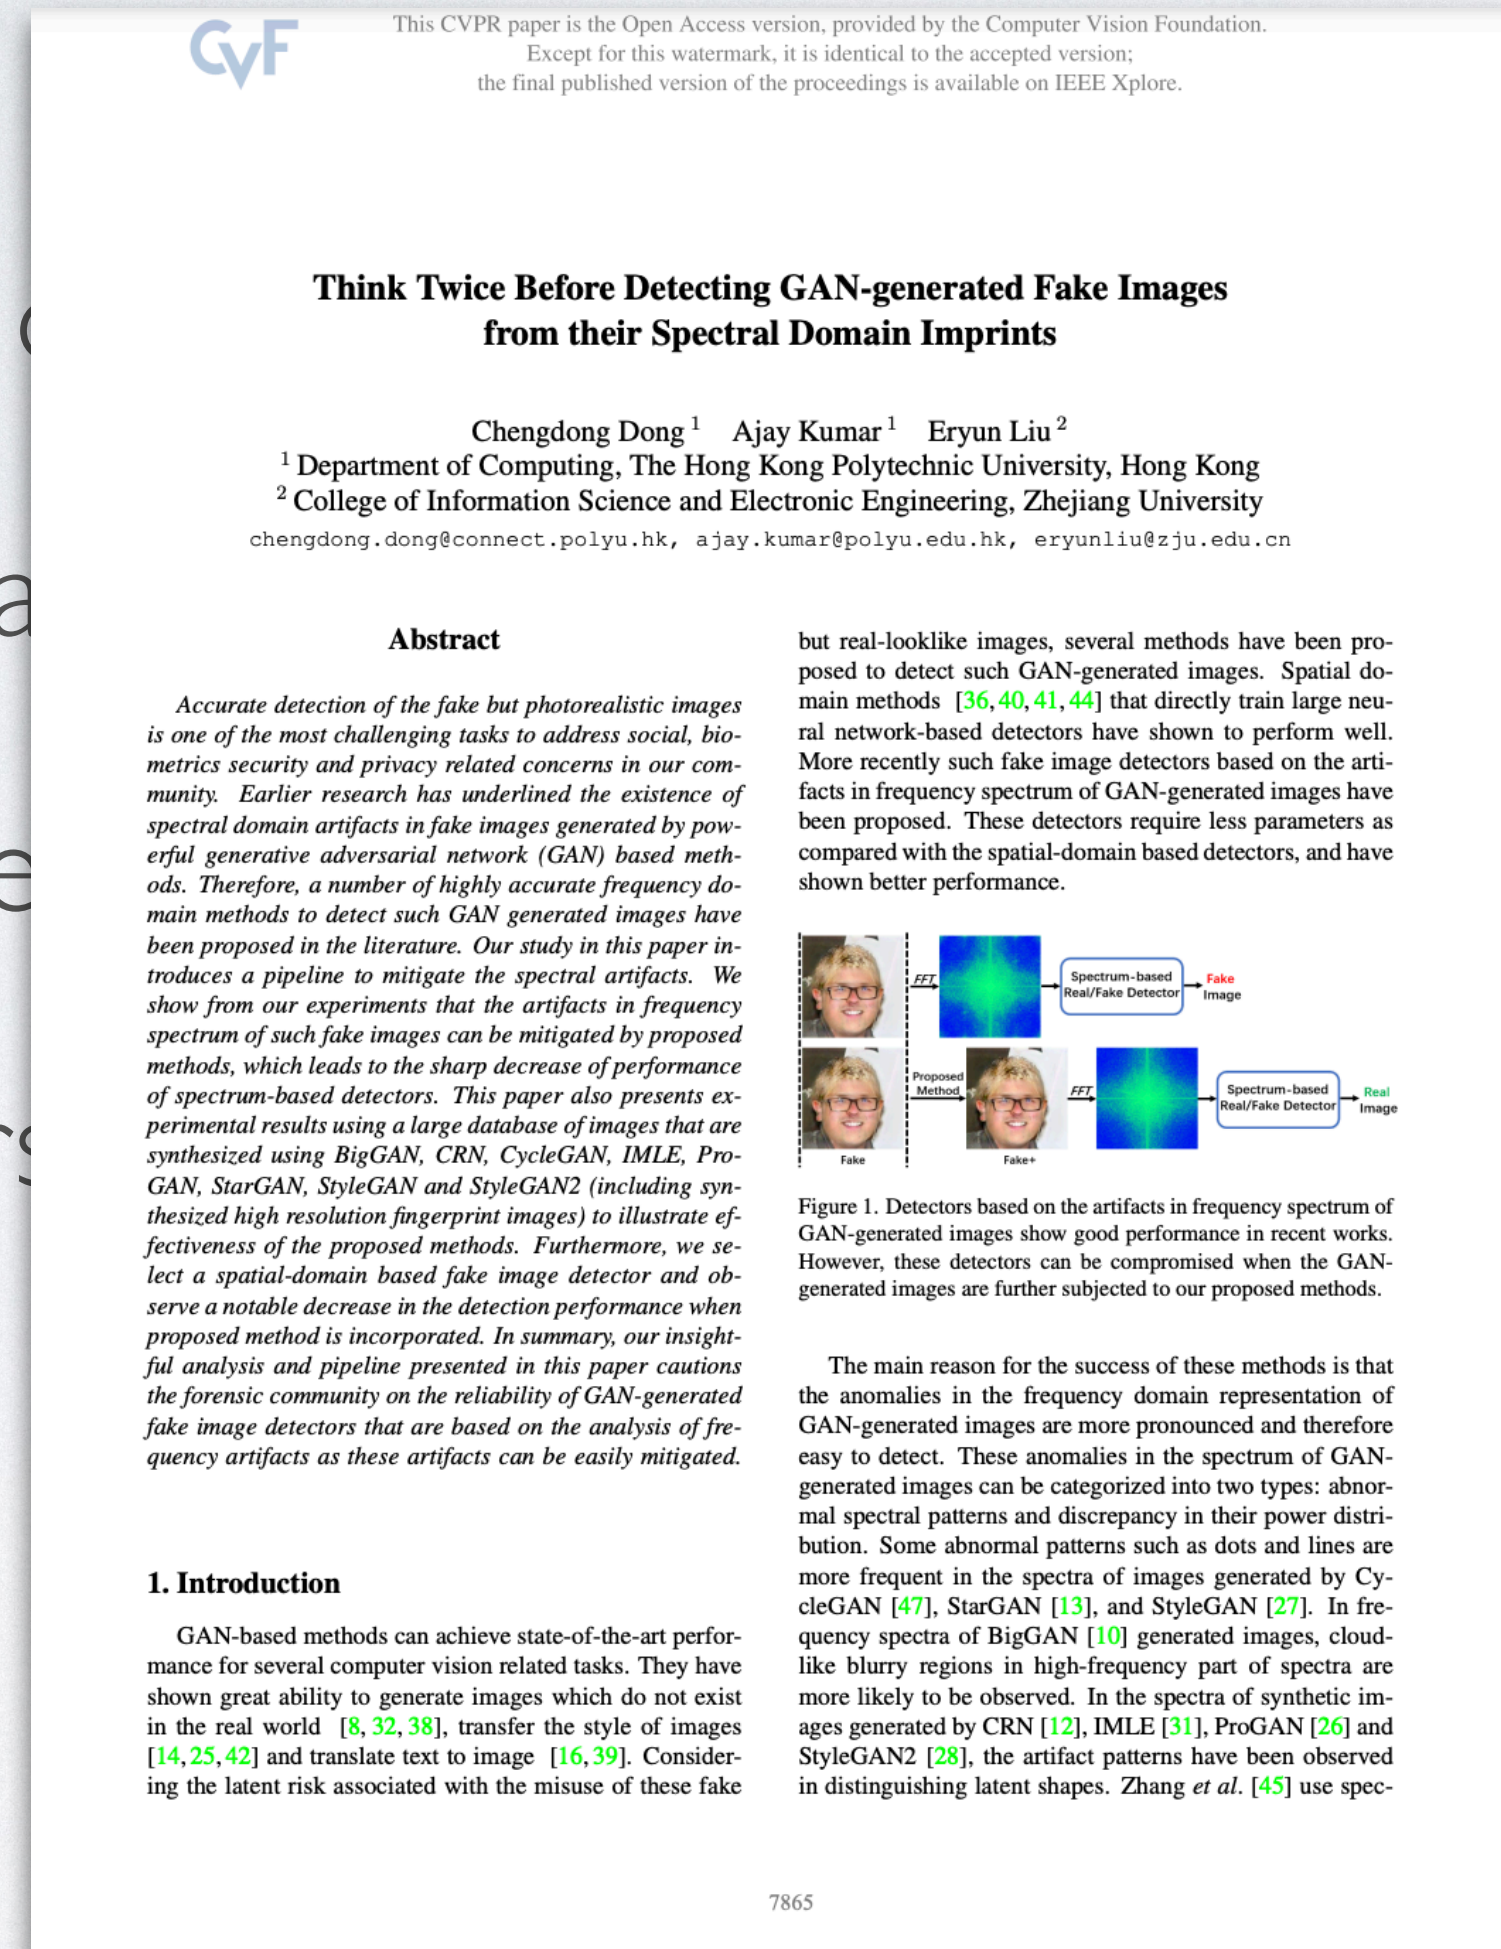 CVF
This CVPR paper is the Open Access version, provided by the Computer Vision Foundation.
Except for this watermark, it is identical to the accepted version;
the final published version of the proceedings is available on IEEE Xplore.
Think Twice Before Detecting GAN-generated Fake Images
from their Spectral Domain Imprints
Chengdong Dong 1 Ajay Kumar 1 Eryun Liu 2
1 Department of Computing, The Hong Kong Polytechnic University, Hong Kong
2 College of Information Science and Electronic Engineering, Zhejiang University
chengdong.dong@connect.polyu.hk, ajay.kumar@polyu.edu.hk, eryunliu@zju.edu.cn
Abstract
Accurate detection of the fake but photorealistic images
is one of the most challenging tasks to address social, bio-
metrics security and privacy related concerns in our com-
munity. Earlier research has underlined the existence of
spectral domain artifacts in fake images generated by pow-
erful generative adversarial network (GAN) based meth-
ods. Therefore, a number of highly accurate frequency do-
main methods to detect such GAN generated images have
been proposed in the literature. Our study in this paper in-
troduces a pipeline to mitigate the spectral artifacts. We
show from our experiments that the artifacts in frequency
spectrum of such fake images can be mitigated by proposed
methods, which leads to the sharp decrease of performance
of spectrum-based detectors. This paper also presents ex-
perimental results using a large database of images that are
synthesized using BigGAN, CRN, CycleGAN, IMLE, Pro-
GAN, StarGAN, StyleGAN and StyleGAN2 (including syn-
thesized high resolution fingerprint images) to illustrate ef-
fectiveness of the proposed methods. Furthermore, we se-
lect a spatial-domain based fake image detector and ob-
serve a notable decrease in the detection performance when
proposed method is incorporated. In summary, our insight-
ful analysis and pipeline presented in this paper cautions
the forensic community on the reliability of GAN-generated
fake image detectors that are based on the analysis of fre-
quency artifacts as these artifacts can be easily mitigated.
1. Introduction
GAN-based methods can achieve state-of-the-art perfor-
mance for several computer vision related tasks. They have
shown great ability to generate images which do not exist
in the real world [8, 32, 38], transfer the style of images
[14, 25, 42] and translate text to image [16, 39]. Consider-
ing the latent risk associated with the misuse of these fake
but real-looklike images, several methods have been pro-
posed to detect such GAN-generated images. Spatial do-
main methods [36, 40, 41, 44] that directly train large neu-
ral network-based detectors have shown to perform well.
More recently such fake image detectors based on the arti-
facts in frequency spectrum of GAN-generated images have
been proposed. These detectors require less parameters as
compared with the spatial-domain based detectors, and have
shown better performance.
FFT
Spectrum-based
Real/Fake Detector
Fake
Image
Proposed
Method
FFT
Spectrum-based
Real/Fake Detector
Real
Image
Fake
Fake+
Figure 1. Detectors based on the artifacts in frequency spectrum of
GAN-generated images show good performance in recent works.
However, these detectors can be compromised when the GAN-
generated images are further subjected to our proposed methods.
The main reason for the success of these methods is that
the anomalies in the frequency domain representation of
GAN-generated images are more pronounced and therefore
easy to detect. These anomalies in the spectrum of GAN-
generated images can be categorized into two types: abnor-
mal spectral patterns and discrepancy in their power distri-
bution. Some abnormal patterns such as dots and lines are
more frequent in the spectra of images generated by Cy-
cleGAN [47], StarGAN [13], and StyleGAN [27]. In fre-
quency spectra of BigGAN [10] generated images, cloud-
like blurry regions in high-frequency part of spectra are
more likely to be observed. In the spectra of synthetic im-
ages generated by CRN [12], IMLE [31], ProGAN [26] and
StyleGAN2 [28], the artifact patterns have been observed
in distinguishing latent shapes. Zhang et al. [45] use spec-
7865